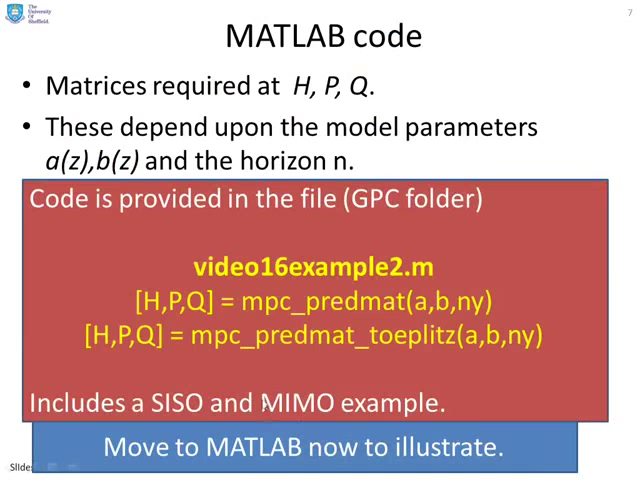 The
University
Of
Sheffield.
7
MATLAB code
• Matrices required at H, P, Q.
• These depend upon the model parameters
a(z),b(z) and the horizon n.
Code is provided in the file (GPC folder)
video16example2.m
[H,P,Q] = mpc_predmat(a,b,ny)
[H,P,Q] = mpc_predmat_toeplitz(a,b,ny)
Includes a SISO and MIMO example.
Move to MATLAB now to illustrate.